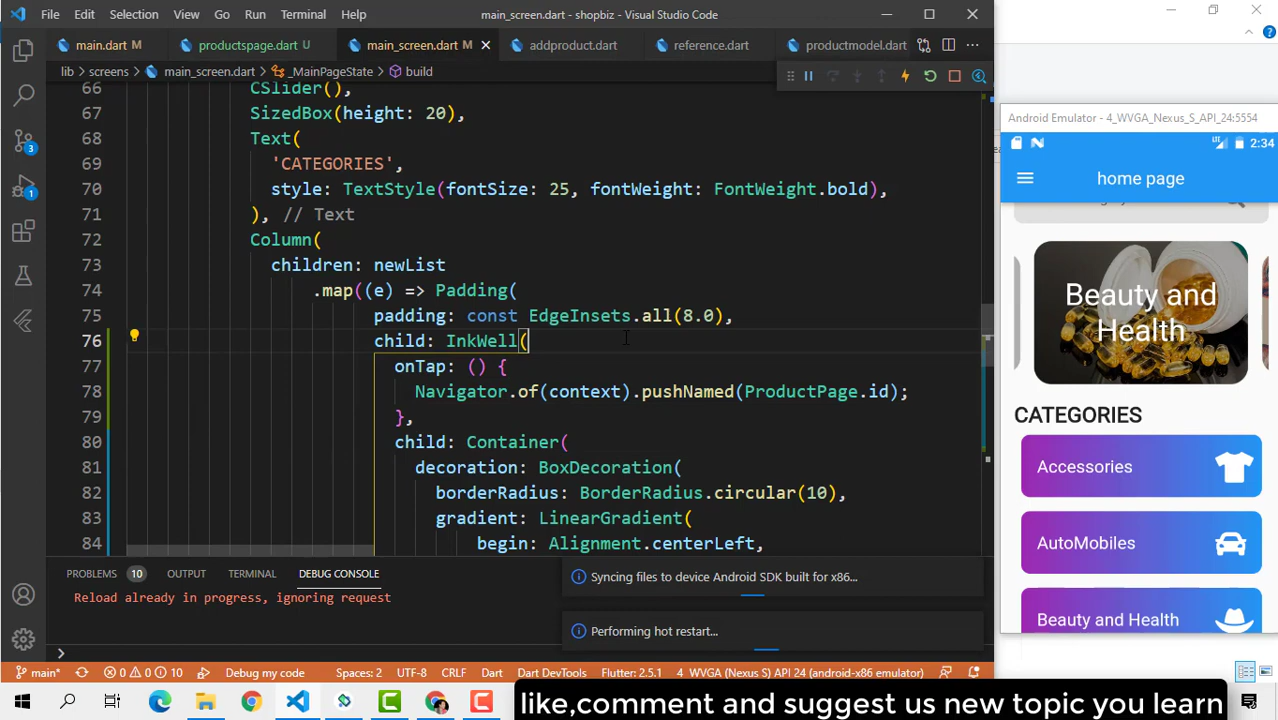 File Edit Selection View Go Run Terminal Help main_screen.dart • shopbiz - Visual Studio Code
main.dart M productspage.dart U main_screen.dart M addproduct.dart reference.dart productmodel.dart
lib > screens > main_screen.dart > _MainPageState > build
66 CSlider(),
67 SizedBox(height: 20),
68 Text(
69 'CATEGORIES',
70 style: TextStyle(fontSize: 25, fontWeight: FontWeight.bold),
71 ), // Text
72 Column(
73 children: newList
74 .map((e) => Padding(
75 padding: const EdgeInsets.all(8.0),
76 child: InkWell(
77 onTap: () {
78 Navigator.of(context).pushNamed(ProductPage.id);
79 },
80 child: Container(
81 decoration: BoxDecoration(
82 borderRadius: BorderRadius.circular(10),
83 gradient: LinearGradient(
84 begin: Alignment.centerLeft,
3
1
PROBLEMS 10 OUTPUT TERMINAL DEBUG CONSOLE
Reload already in progress, ignoring request
Syncing files to device Android SDK built for x86...
Performing hot restart...
main* 0 0 10 Debug my code Spaces: 2 UTF-8 CRLF Dart Dart DevTools Flutter: 2.5.1 4 WVGA Nexus S API 24 (android-x86 emulator)
Android Emulator - 4_WVGA_Nexus_S_API_24:5554
LTE 2:34
home page
Beauty and
Health
CATEGORIES
Accessories
AutoMobiles
Beauty and Health
like,comment and suggest us new topic you learn